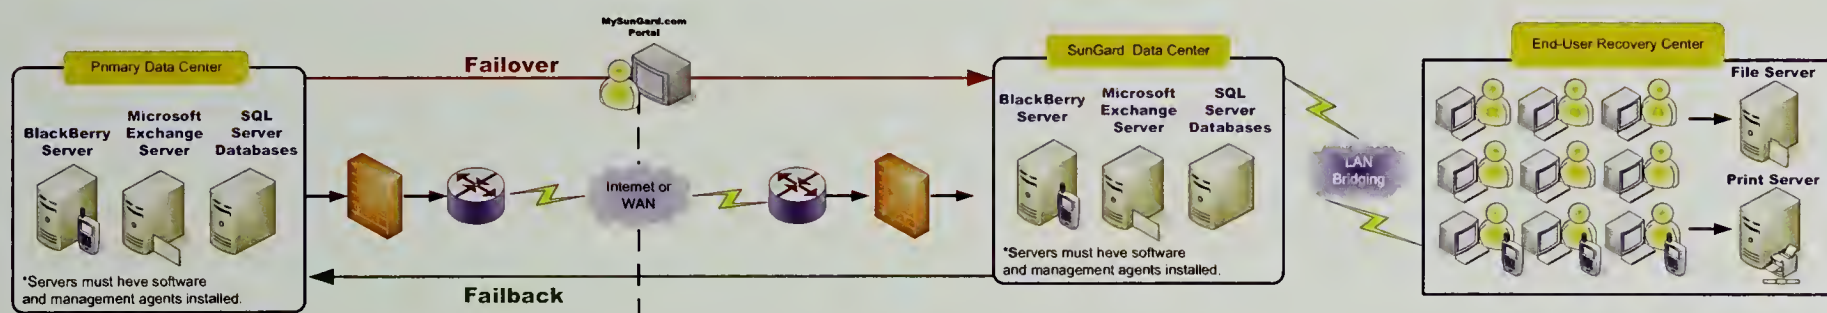 MySunGard.com
Portal
Primary Data Center
Failover
SunGard Data Center
End-User Recovery Center
BlackBerry
Server
Microsoft
Exchange
Server
SQL
Server
Databases
Internet or
WAN
BlackBerry
Server
Microsoft
Exchange
Server
SQL
Server
Databases
LAN
Bridging
File Server
Print Server
*Servers must heve software
and management agents installed.
Failback
*Servers must heve software
and management agents installed.